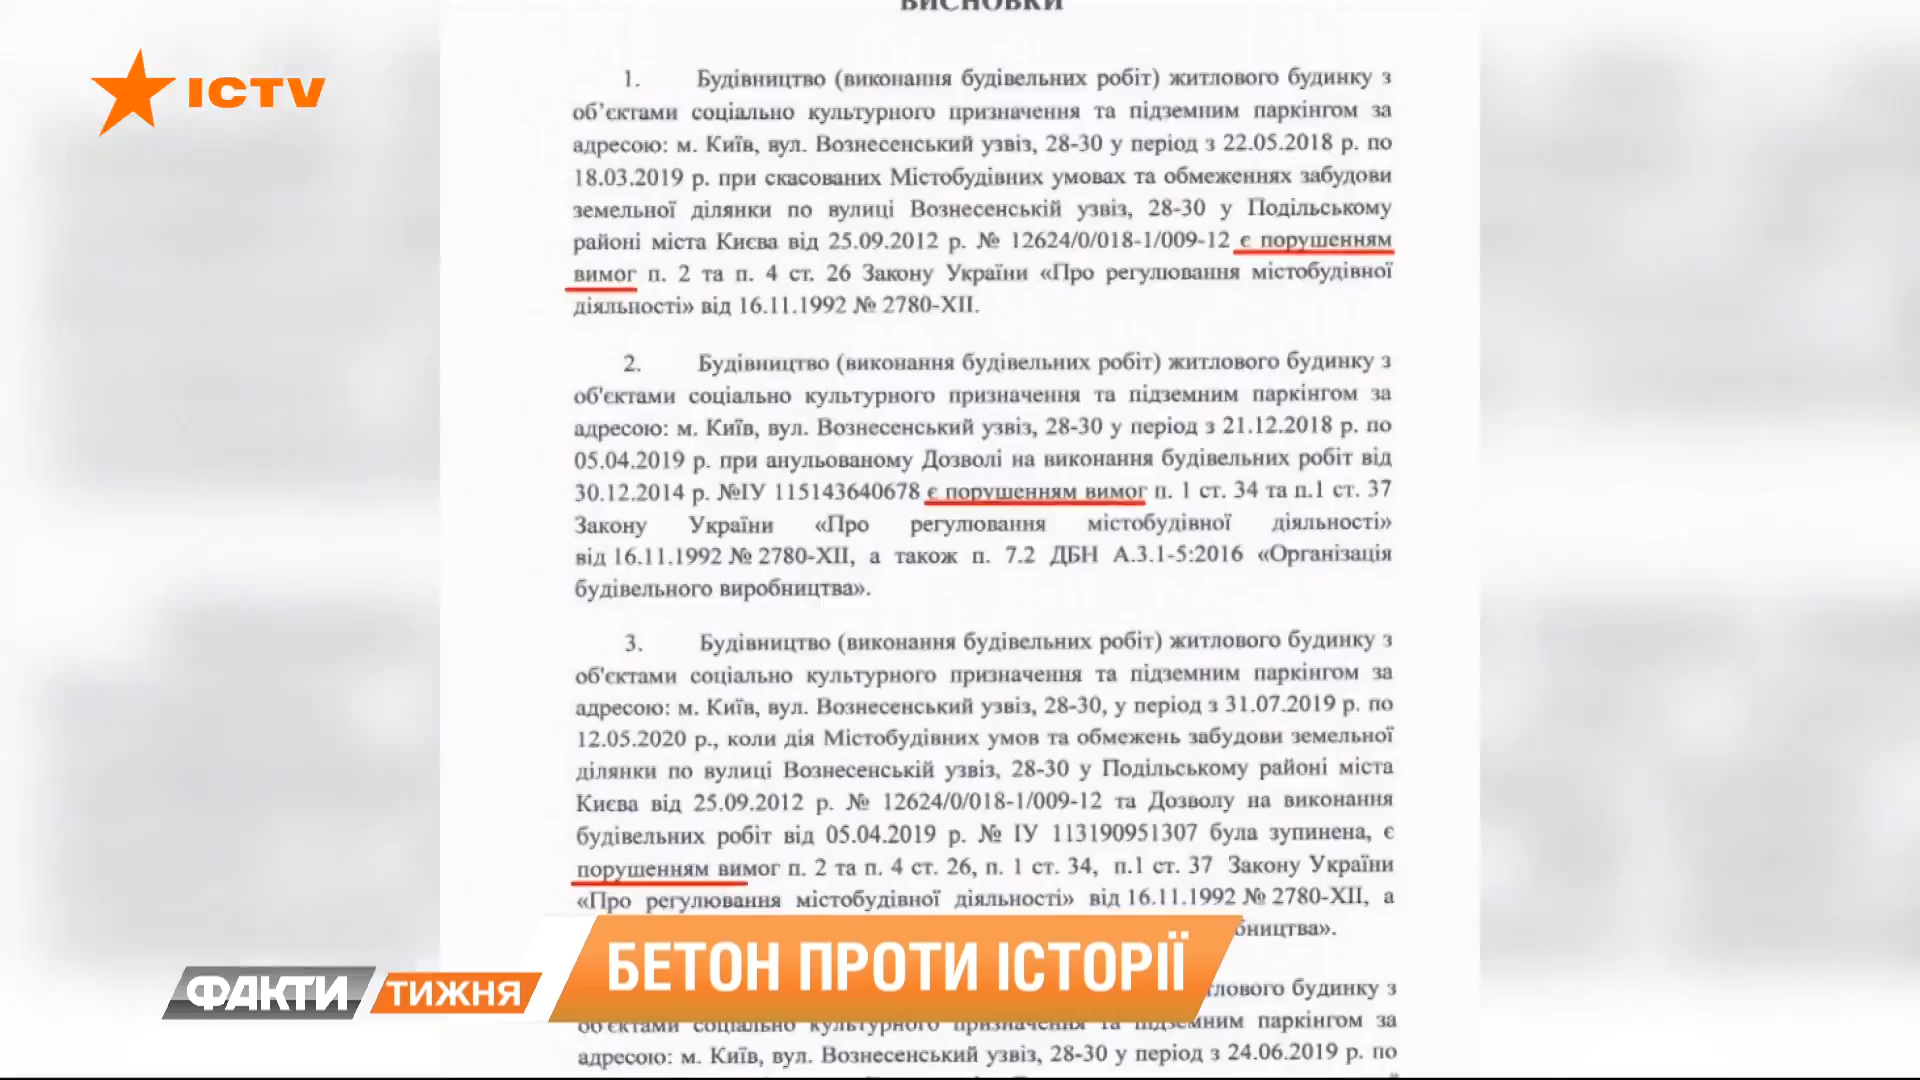 ВИСНОВКИ
ICTV
1. Будівництво (виконання будівельних робіт) житлового будинку з
об’єктами соціально культурного призначення та підземним паркінгом за
адресою: м. Київ, вул. Вознесенський узвіз, 28-30 у період з 22.05.2018 р. по
18.03.2019 р. при скасованих Містобудівних умовах та обмеженнях забудови
земельної ділянки по вулиці Вознесенській узвіз, 28-30 у Подільському
районі міста Києва від 25.09.2012 р. № 12624/0/018-1/009-12 є порушенням
вимог п. 2 та п. 4 ст. 26 Закону України «Про регулювання містобудівної
діяльності» від 16.11.1992 № 2780-XII.
2. Будівництво (виконання будівельних робіт) житлового будинку з
об'єктами соціально культурного призначення та підземним паркінгом за
адресою: м. Київ, вул. Вознесенський узвіз, 28-30 у період з 21.12.2018 р. по
05.04.2019 р. при анульованому Дозволі на виконання будівельних робіт від
30.12.2014 р. №ІУ 115143640678 є порушенням вимог п. 1 ст. 34 та п.1 ст. 37
Закону України «Про регулювання містобудівної діяльності»
від 16.11.1992 № 2780-XII, а також п. 7.2 ДБН А.3.1-5:2016 «Організація
будівельного виробництва».
3. Будівництво (виконання будівельних робіт) житлового будинку з
об'єктами соціально культурного призначення та підземним паркінгом за
адресою: м. Київ, вул. Вознесенський узвіз, 28-30, у період з 31.07.2019 р. по
12.05.2020 р., коли дія Містобудівних умов та обмежень забудови земельної
ділянки по вулиці Вознесенській узвіз, 28-30 у Подільському районі міста
Києва від 25.09.2012 р. № 12624/0/018-1/009-12 та Дозволу на виконання
будівельних робіт від 05.04.2019 р. № ІУ 113190951307 була зупинена, є
порушенням вимог п. 2 та п. 4 ст. 26, п. 1 ст. 34, п.1 ст. 37 Закону України
«Про регулювання містобудівної діяльності» від 16.11.1992 № 2780-XII, а
бництва».
ФАКТИ ТИЖНЯ
БЕТОН ПРОТИ ІСТОРІЇ
тлового будинку з
об'єктами соціально культурного призначення та підземним паркінгом за
адресою: м. Київ, вул. Вознесенський узвіз, 28-30 у період з 24.06.2019 р. по